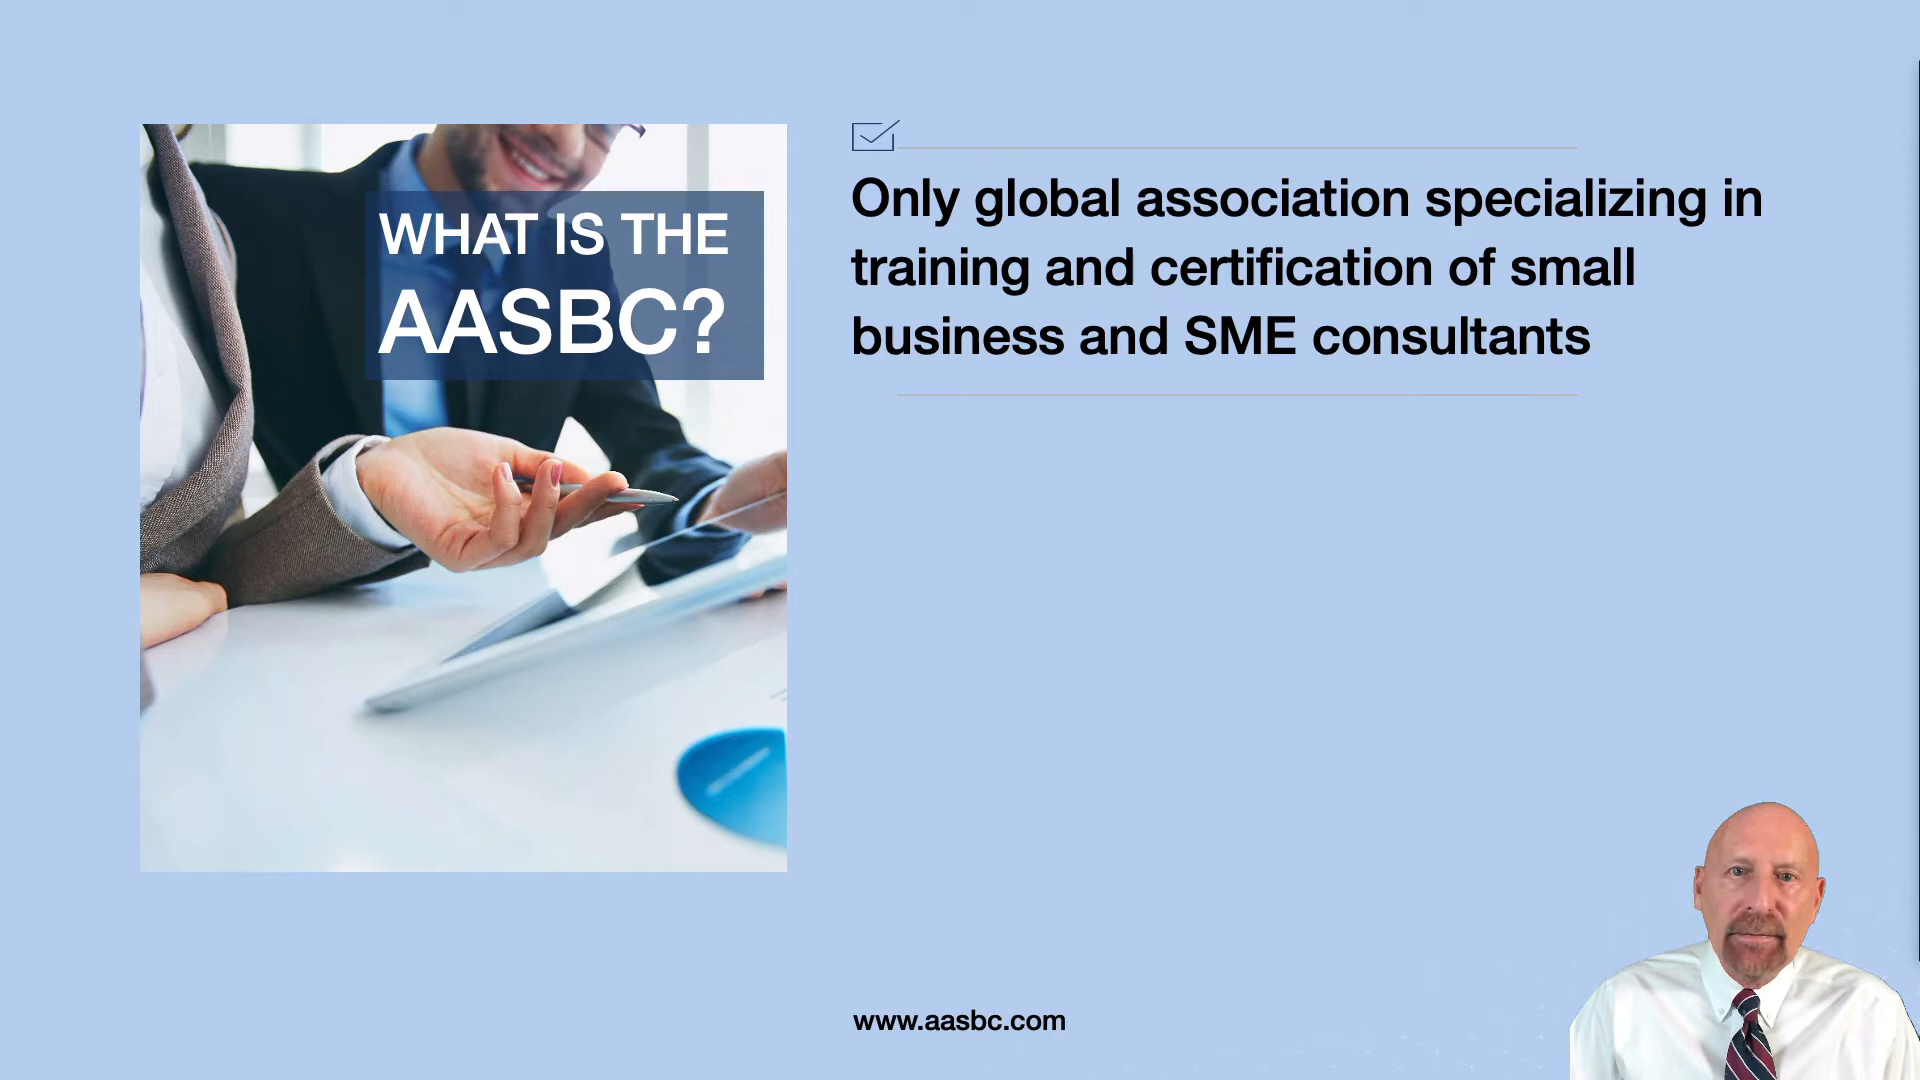 WHAT IS THE
AASBC?
Only global association specializing in
training and certification of small
business and SME consultants
www.aasbc.com